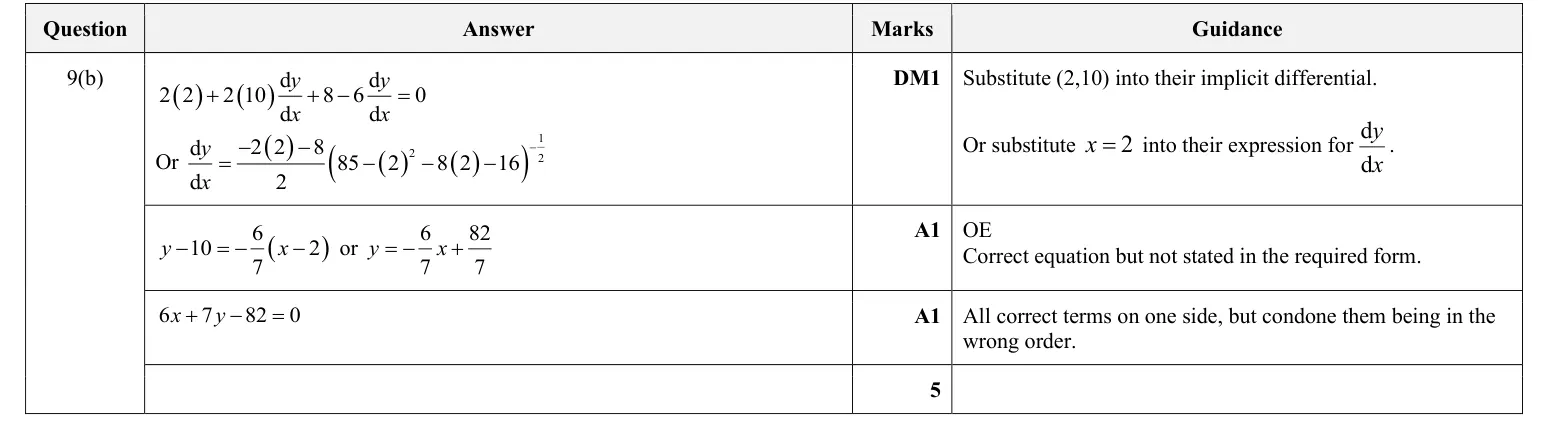 Question Answer Marks Guidance
9(b) 2(2)+2(10)dy/dx+8−6dy/dx=0 DM1 Substitute (2,10) into their implicit differential.
Or dy/dx=(−2(2)−8)/2 (85−(2)²−8(2)−16)^(−1/2) Or substitute x = 2 into their expression for dy/dx.
y−10=−6/7(x−2) or y=−6/7x+82/7 A1 OE
Correct equation but not stated in the required form.
6x+7y−82=0 A1 All correct terms on one side, but condone them being in the
wrong order.
5